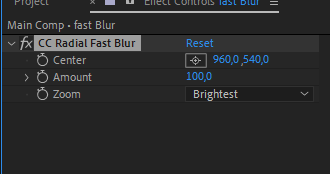 Project
Effect Controls fast Blur
Main Comp • fast Blur
fx CC Radial Fast Blur Reset
Center 960,0,540,0
Amount 100,0
Zoom Brightest